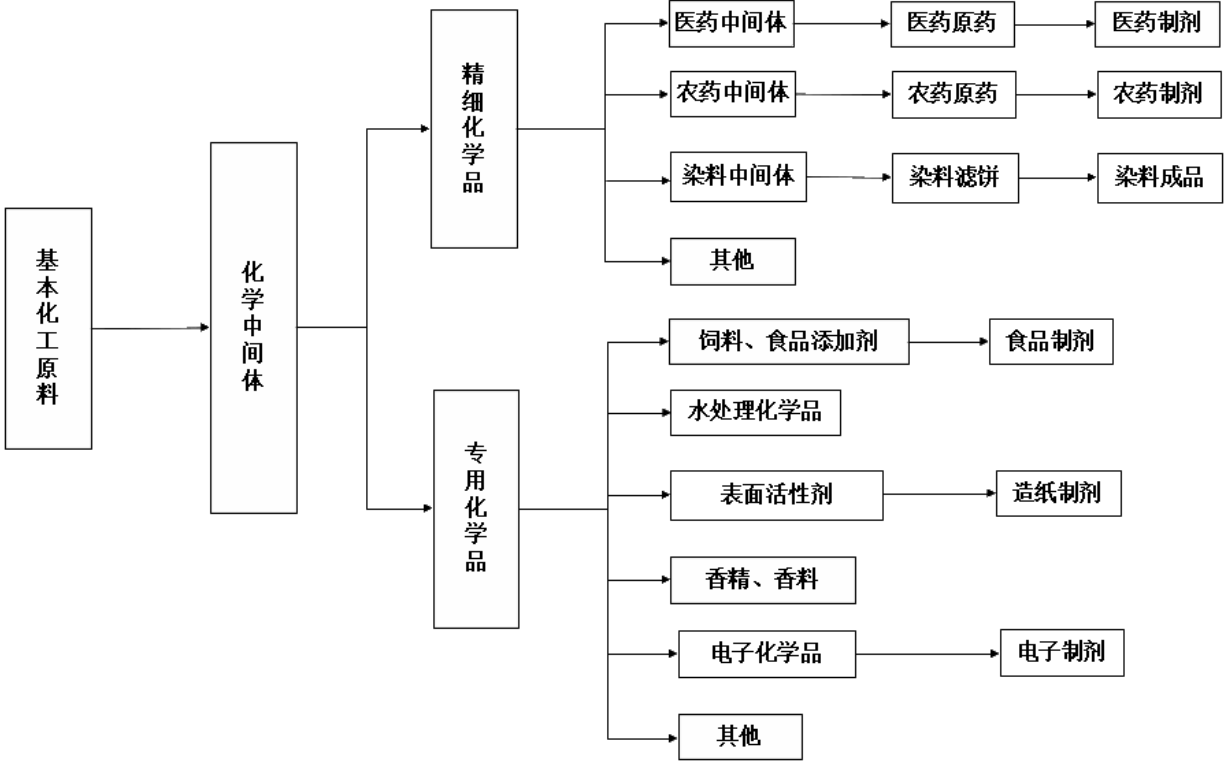 基本化工原料
化学中间体
精细化学品
医药中间体
医药原药
医药制剂
农药中间体
农药原药
农药制剂
染料中间体
染料滤饼
染料成品
其他
专用化学品
饲料、食品添加剂
食品制剂
水处理化学品
表面活性剂
造纸制剂
香精、香料
电子化学品
电子制剂
其他